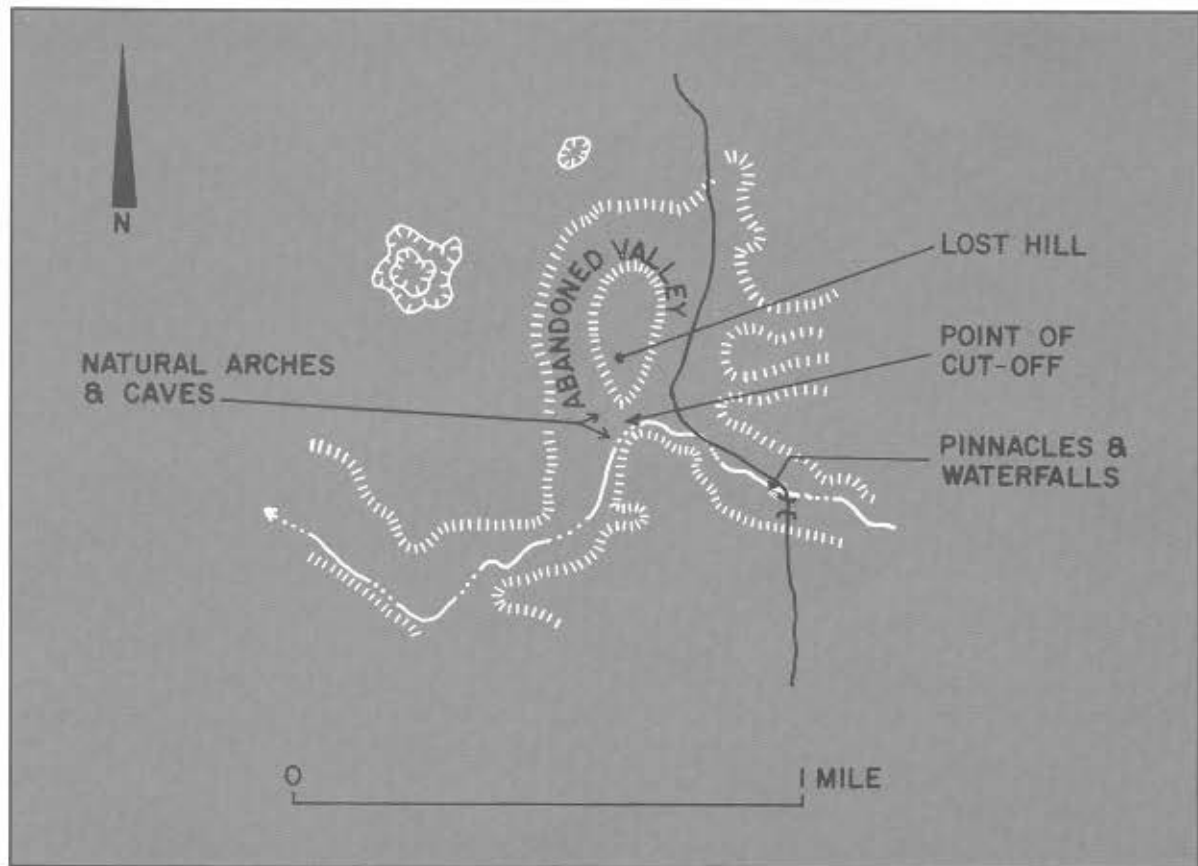 N
LOST HILL
ABANDONED VALLEY
POINT OF
CUT-OFF
NATURAL ARCHES
& CAVES
PINNACLES &
WATERFALLS
0
1 MILE